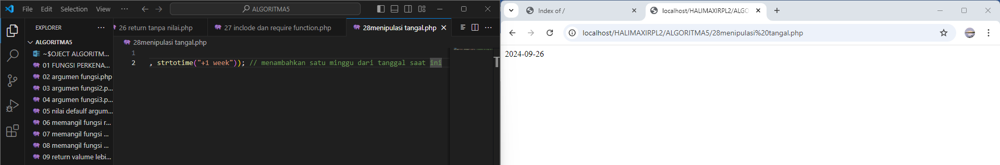 File Edit Selection View ··· ALGORITMA5
EXPLORER ···
ALGORITMA5
~$OJECT ALGORITM...
01 FUNGSI PERKENA...
02 argumen fungsi.php
03 argumen fungsi2.p...
04 argumen fungsi3.p...
05 nilai defaulf argum...
06 memangil fungsi r...
07 memangil fungsi ...
08 memangil fungsi ...
09 return valume lebi...
26 return tanpa nilai.php 27 inclode dan require function.php 28menipulasi tangal.php
28menipulasi tangal.php
1
2 , strtotime("+1 week")); // menambahkan satu minggu dari tanggal saat ini
Index of / localhost/HALIMAXIRPL2/ALGO
localhost/HALIMAXIRPL2/ALGORITMA5/28menipulasi%20tangal.php
2024-09-26